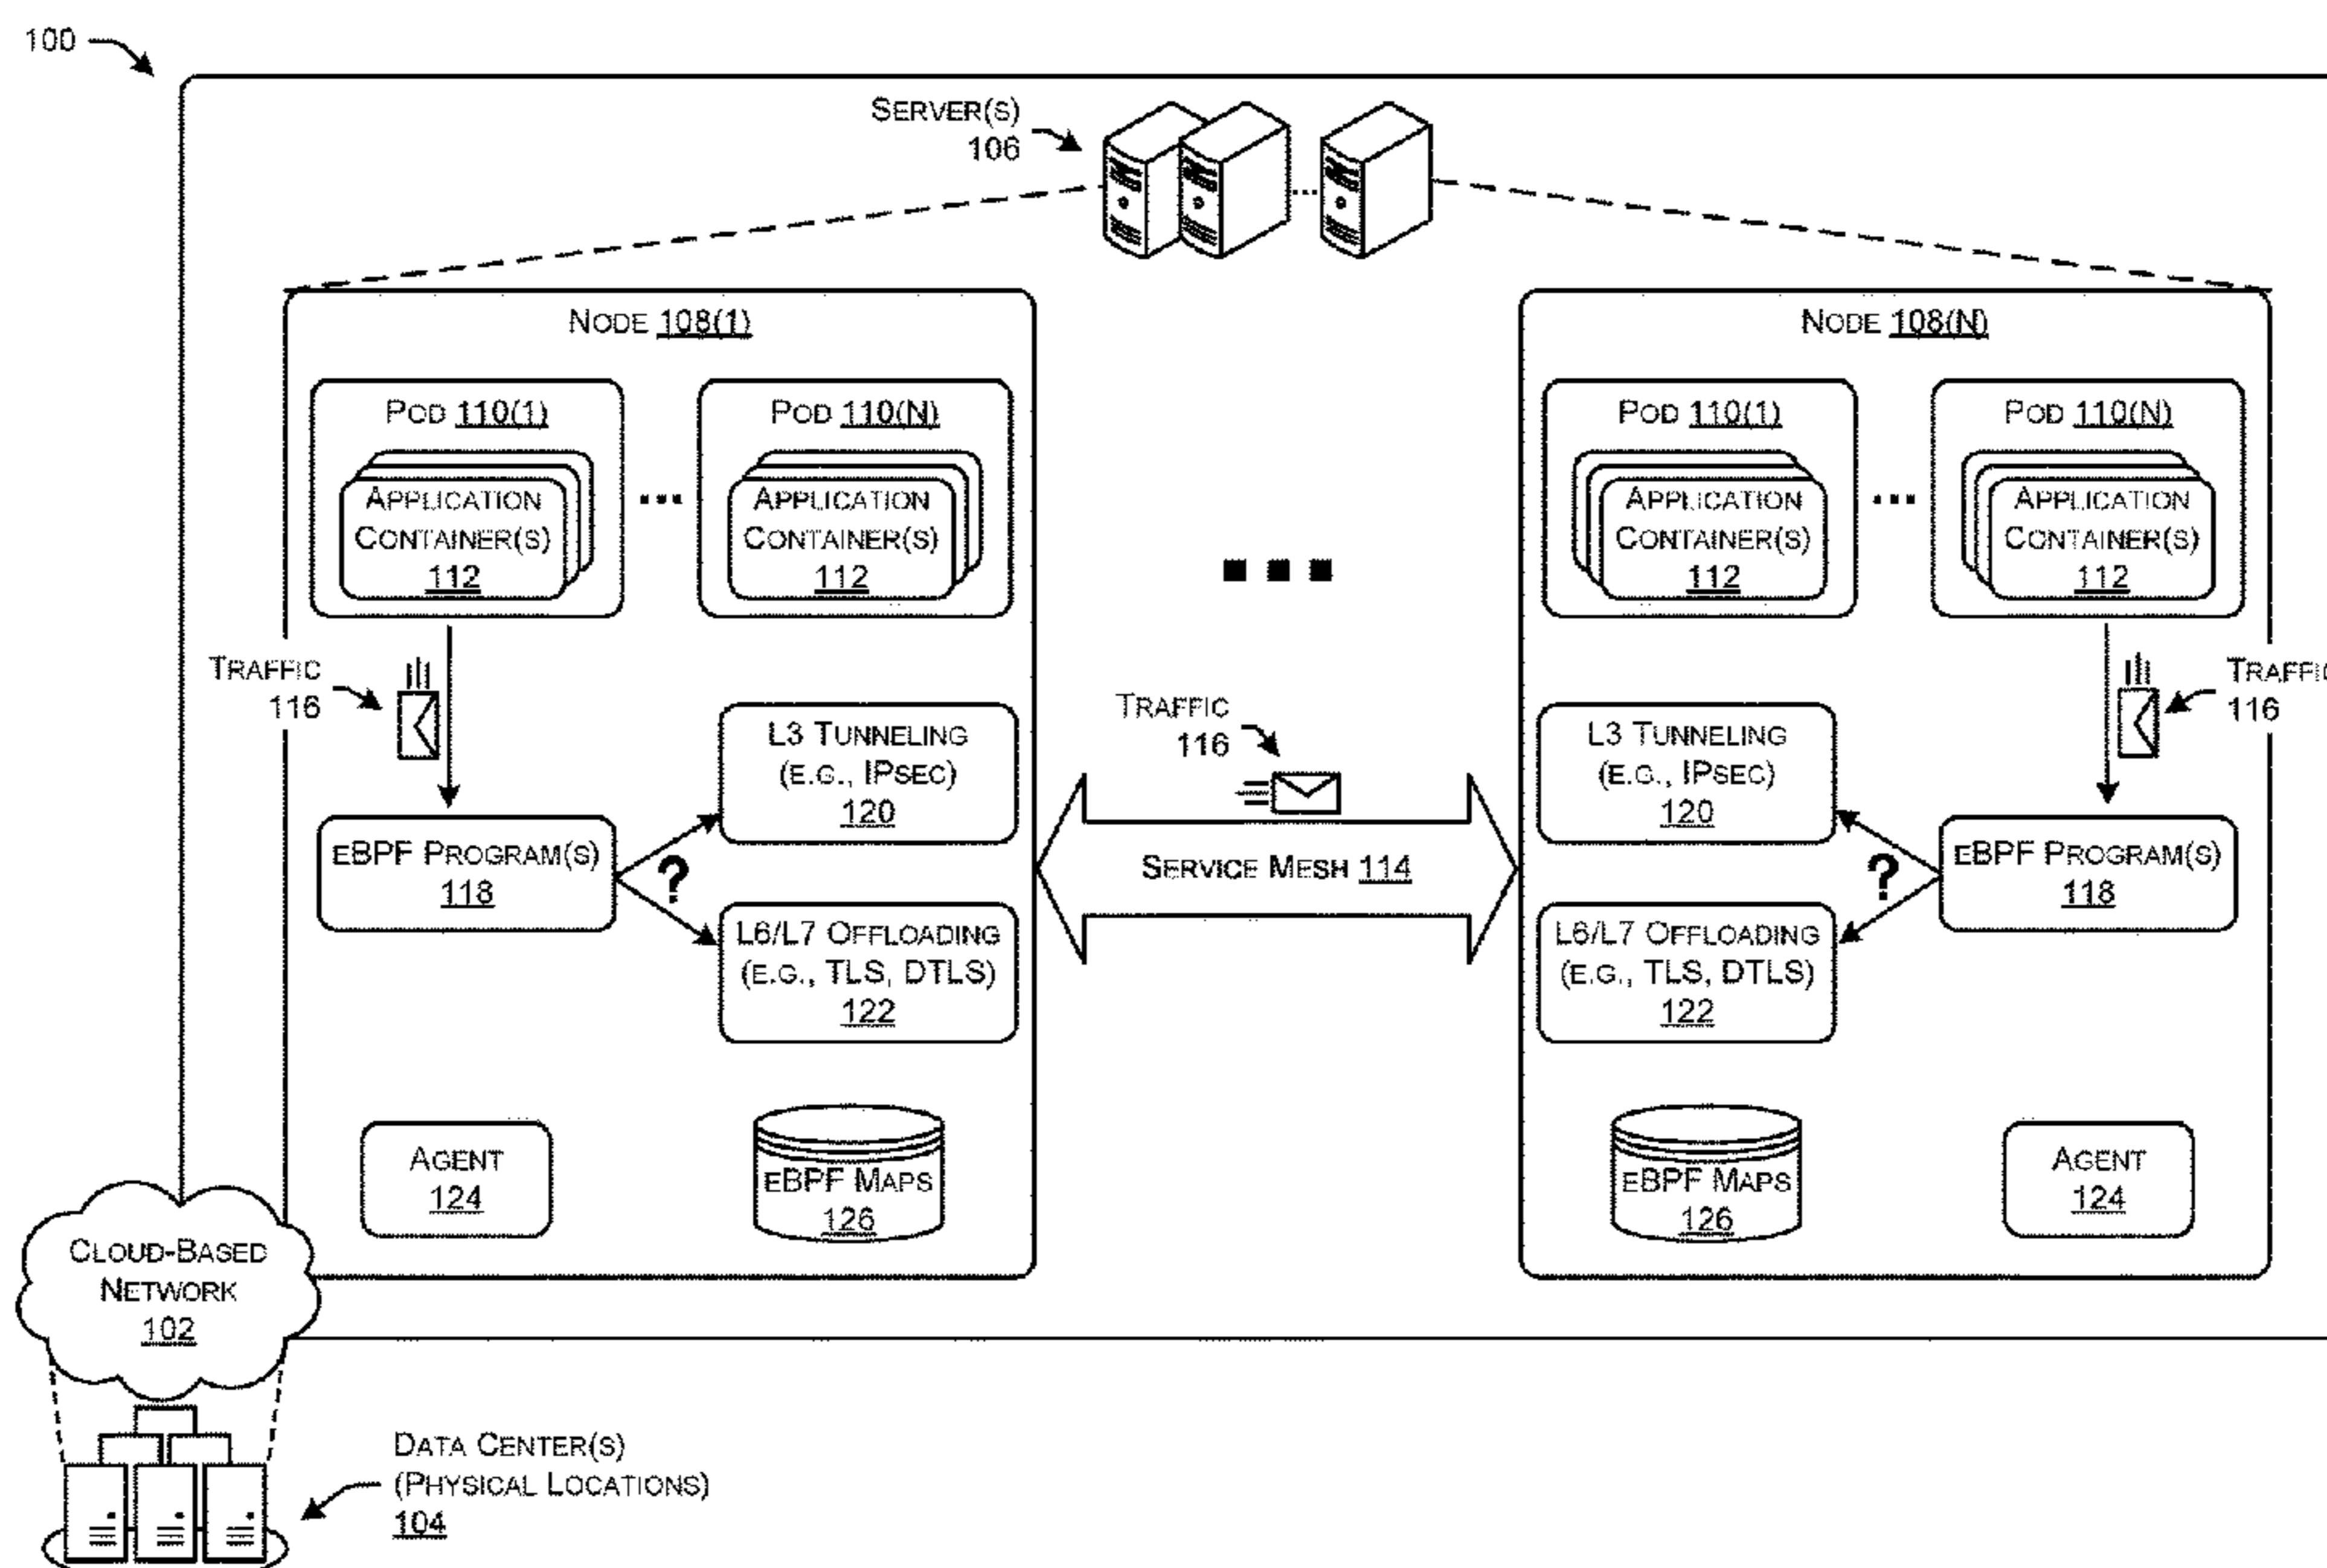 100
SERVER(S)
106
NODE 108(1)
POD 110(1)
APPLICATION
CONTAINER(S)
112
...
POD 110(N)
APPLICATION
CONTAINER(S)
112
TRAFFIC
116
EBPF PROGRAM(S)
118
?
L3 TUNNELING
(E.G., IPSEC)
120
L6/L7 OFFLOADING
(E.G., TLS, DTLS)
122
AGENT
124
EBPF MAPS
126
TRAFFIC
116
SERVICE MESH 114
NODE 108(N)
POD 110(1)
APPLICATION
CONTAINER(S)
112
...
POD 110(N)
APPLICATION
CONTAINER(S)
112
TRAFFIC
116
L3 TUNNELING
(E.G., IPSEC)
120
?
EBPF PROGRAM(S)
118
L6/L7 OFFLOADING
(E.G., TLS, DTLS)
122
EBPF MAPS
126
AGENT
124
CLOUD-BASED
NETWORK
102
DATA CENTER(S)
(PHYSICAL LOCATIONS)
104